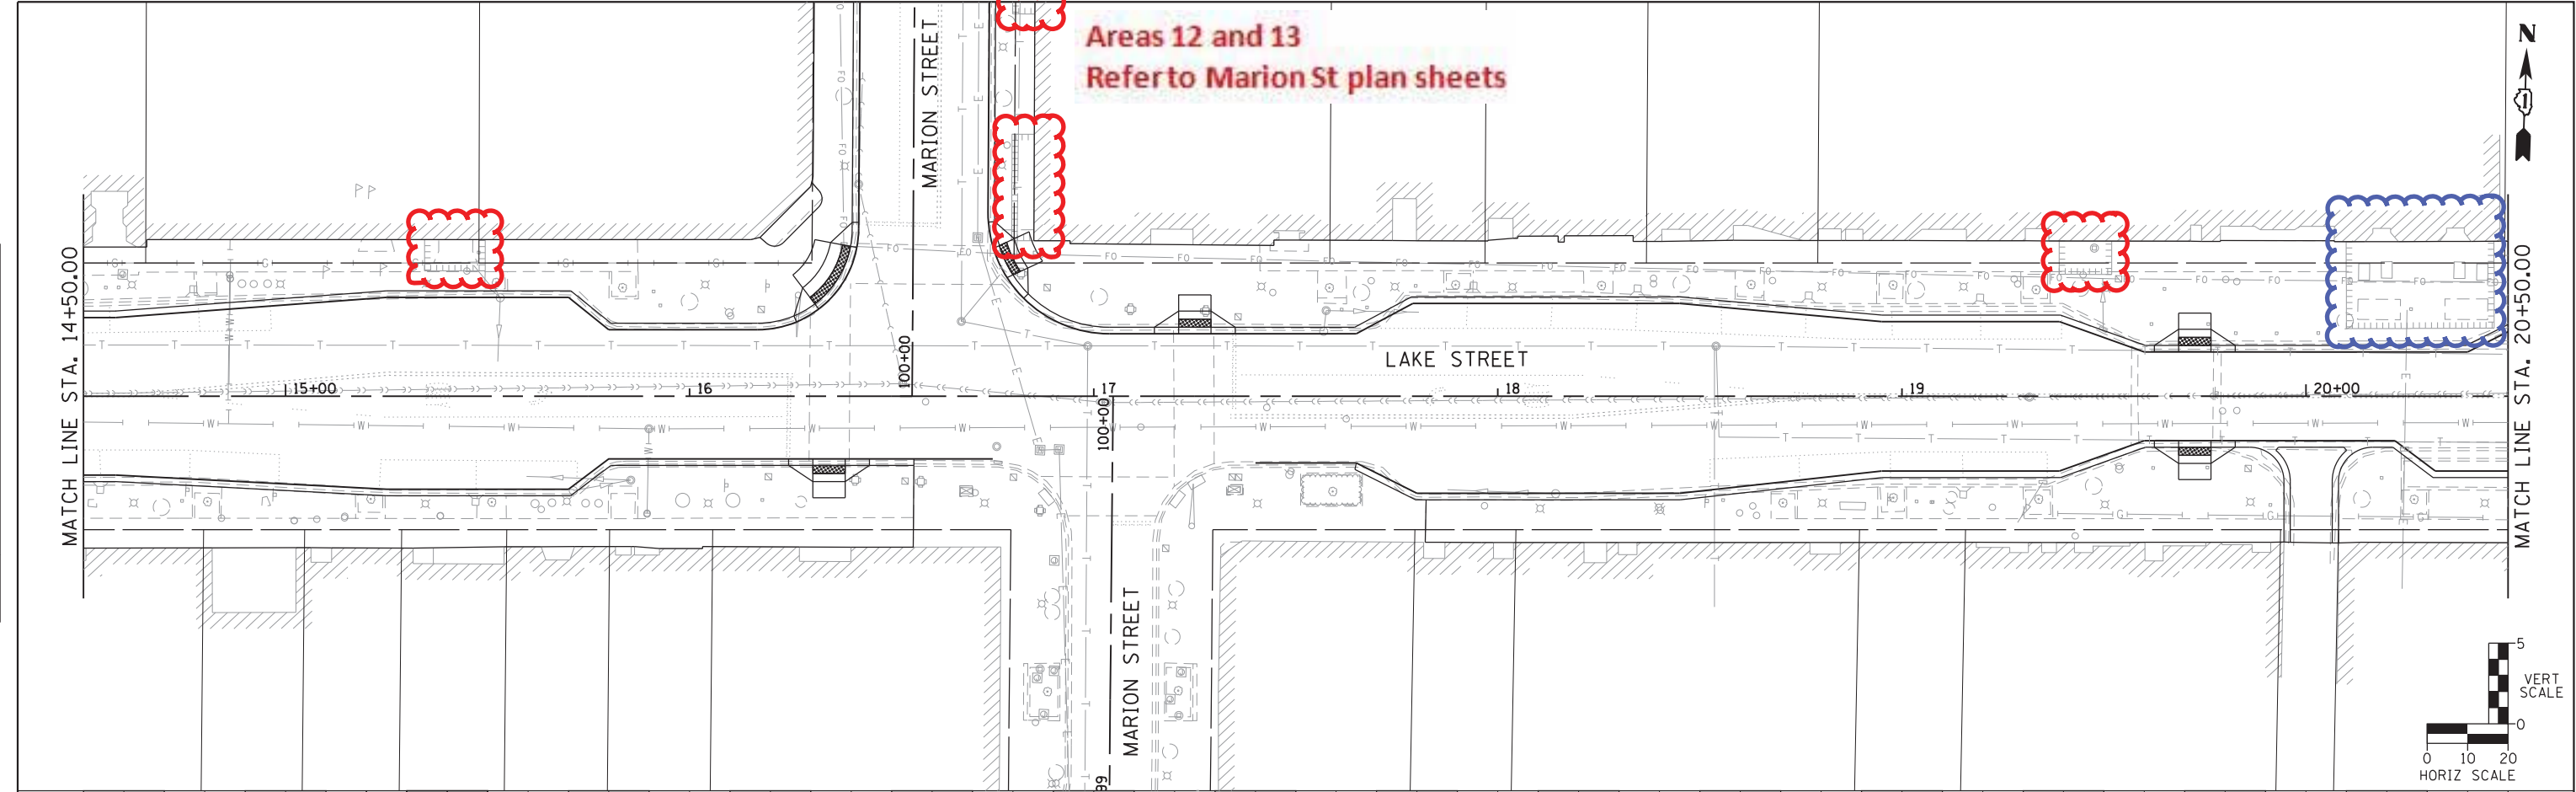 Areas 12 and 13
Refer to Marion St plan sheets
N
MARION STREET
MATCH LINE STA. 14+50.00
MATCH LINE STA. 20+50.00
LAKE STREET
100+00
15+00
16
17
18
19
20+00
100+00
MARION STREET
99
5
VERT
SCALE
0
0 10 20
HORIZ SCALE